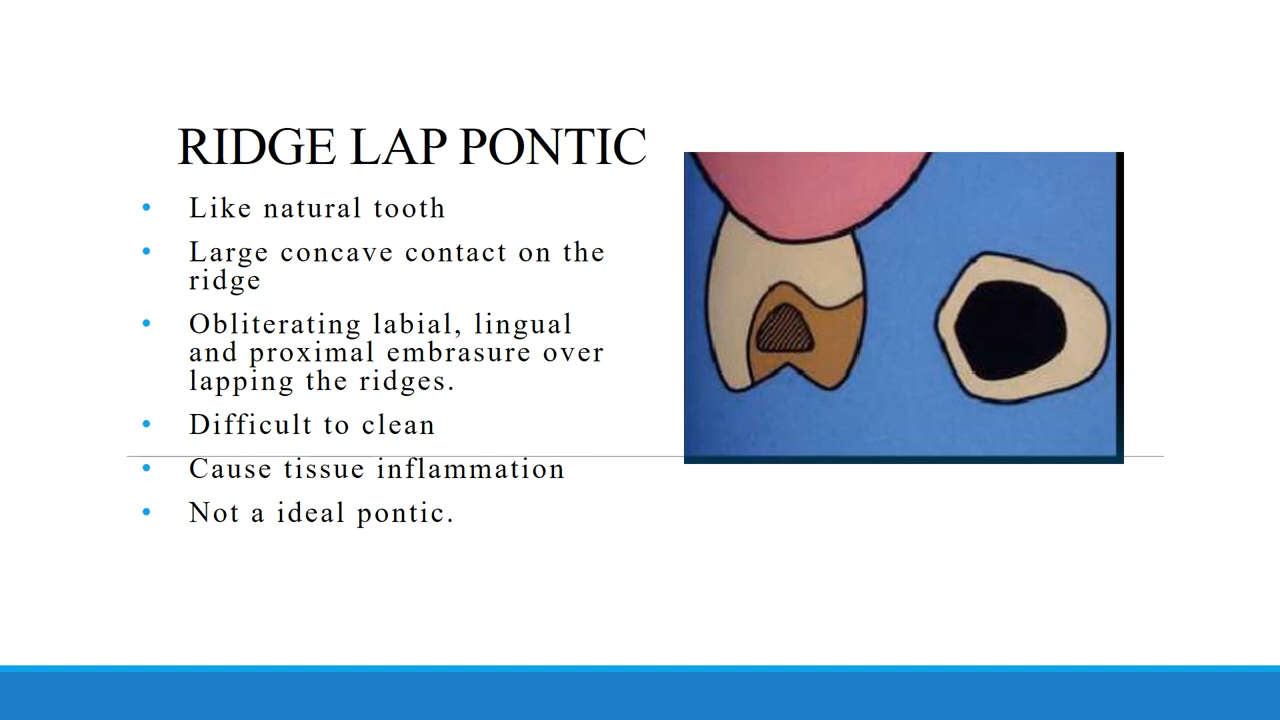 RIDGE LAP PONTIC
• Like natural tooth
• Large concave contact on the
ridge
• Obliterating labial, lingual
and proximal embrasure over
lapping the ridges.
• Difficult to clean
• Cause tissue inflammation
• Not a ideal pontic.